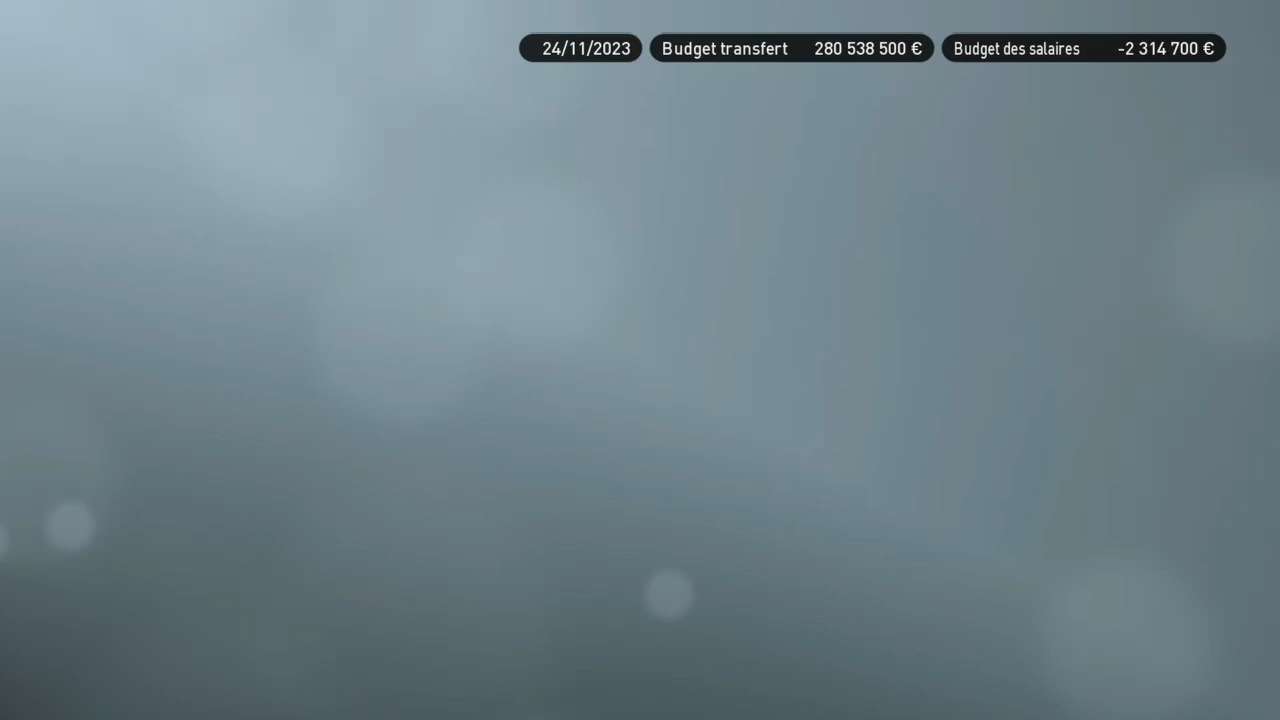 24/11/2023 Budget transfert 280 538 500 € Budget des salaires -2 314 700 €